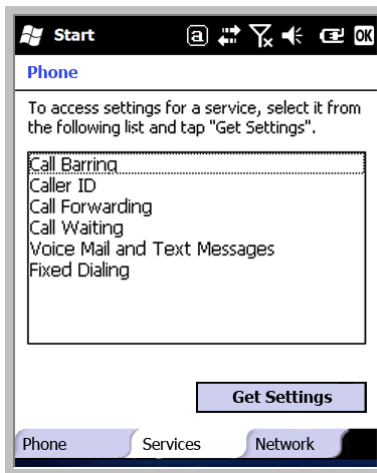 Start
a
OK
Phone
To access settings for a service, select it from
the following list and tap "Get Settings".
Call Barring
Caller ID
Call Forwarding
Call Waiting
Voice Mail and Text Messages
Fixed Dialing
Get Settings
Phone Services Network